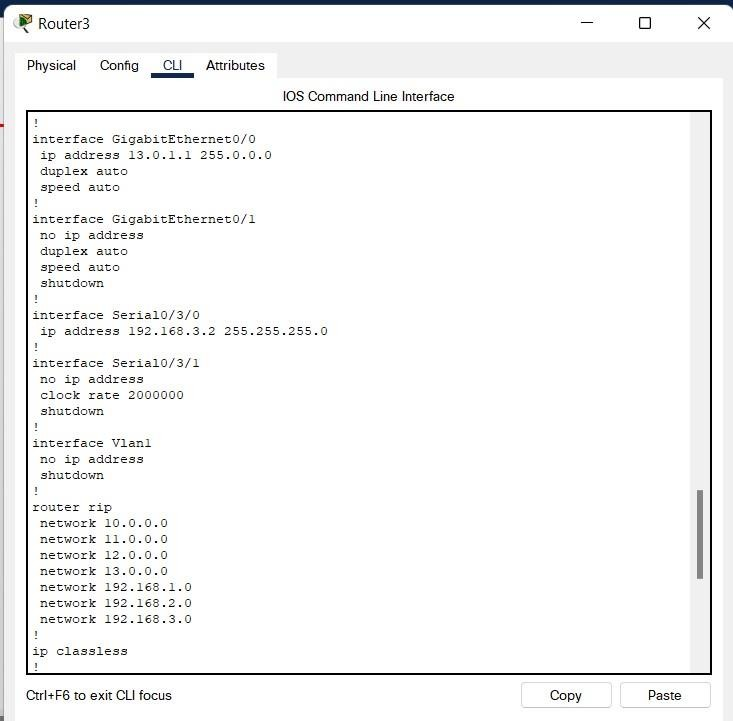 Router3
Physical Config CLI Attributes
IOS Command Line Interface
!
interface GigabitEthernet0/0
 ip address 13.0.1.1 255.0.0.0
 duplex auto
 speed auto
!
interface GigabitEthernet0/1
 no ip address
 duplex auto
 speed auto
 shutdown
!
interface Serial0/3/0
 ip address 192.168.3.2 255.255.255.0
!
interface Serial0/3/1
 no ip address
 clock rate 2000000
 shutdown
!
interface Vlan1
 no ip address
 shutdown
!
router rip
 network 10.0.0.0
 network 11.0.0.0
 network 12.0.0.0
 network 13.0.0.0
 network 192.168.1.0
 network 192.168.2.0
 network 192.168.3.0
!
ip classless
!
Ctrl+F6 to exit CLI focus
Copy Paste